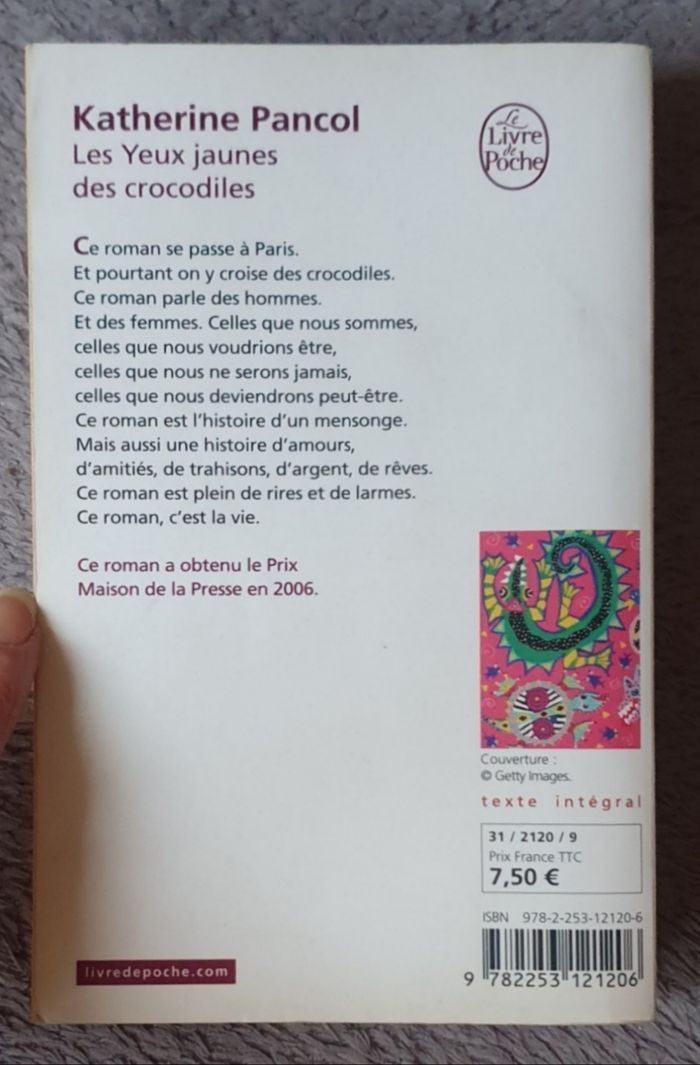 Katherine Pancol
Les Yeux jaunes
des crocodiles
Le
Livre
de
Poche
Ce roman se passe à Paris.
Et pourtant on y croise des crocodiles.
Ce roman parle des hommes.
Et des femmes. Celles que nous sommes,
celles que nous voudrions être,
celles que nous ne serons jamais,
celles que nous deviendrons peut-être.
Ce roman est l'histoire d'un mensonge.
Mais aussi une histoire d'amours,
d'amitiés, de trahisons, d'argent, de rêves.
Ce roman est plein de rires et de larmes.
Ce roman, c'est la vie.
Ce roman a obtenu le Prix
Maison de la Presse en 2006.
Couverture :
© Getty Images.
texte intégral
31 / 2120 / 9
Prix France TTC
7,50 €
ISBN 978-2-253-12120-6
9 782253 121206
livredepoche.com